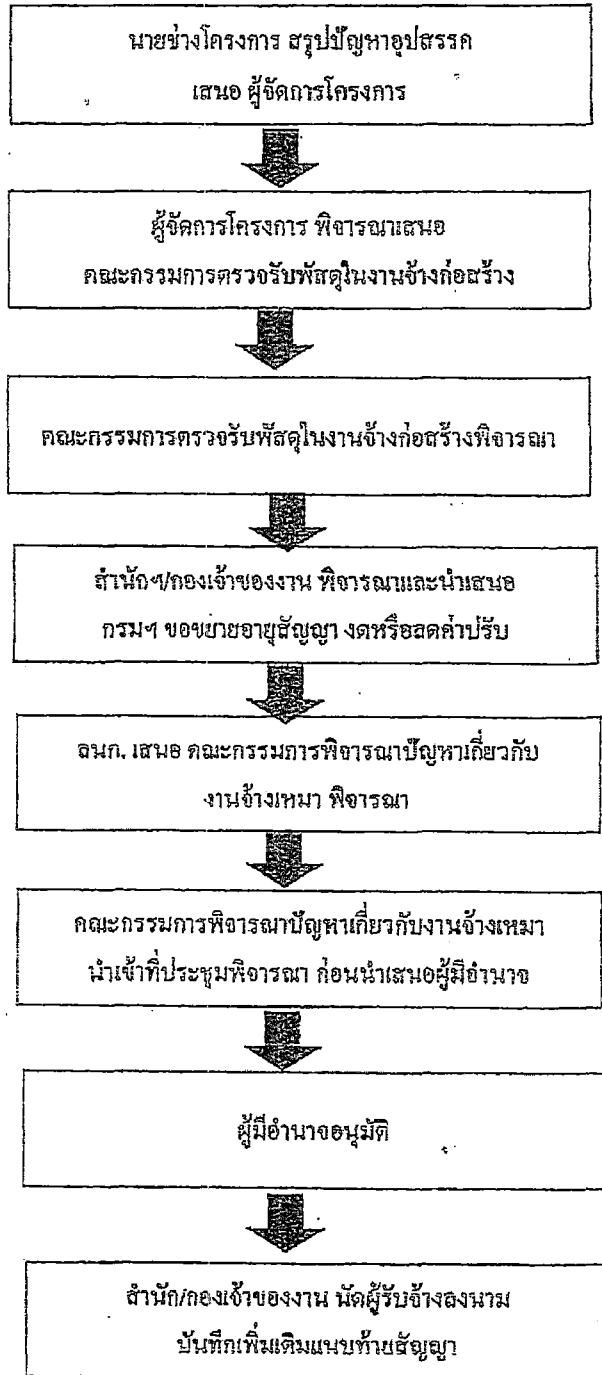 นายช่างโครงการ สรุปปัญหาอุปสรรค
เสนอ ผู้จัดการโครงการ
ผู้จัดการโครงการ พิจารณาเสนอ
คณะกรรมการตรวจรับพัสดุในงานจ้างก่อสร้าง
คณะกรรมการตรวจรับพัสดุในงานจ้างก่อสร้างพิจารณา
สำนักฯ/กองเจ้าของงาน พิจารณาและนำเสนอ
กรมฯ ขอขยายอายุสัญญา งดหรือลดค่าปรับ
ลนก. เสนอ คณะกรรมการพิจารณาปัญหาเกี่ยวกับ
งานจ้างเหมา พิจารณา
คณะกรรมการพิจารณาปัญหาเกี่ยวกับงานจ้างเหมา
นำเข้าที่ประชุมพิจารณา ก่อนนำเสนอผู้มีอำนาจ
ผู้มีอำนาจอนุมัติ
สำนัก/กองเจ้าของงาน นัดผู้รับจ้างลงนาม
บันทึกเพิ่มเติมแนบท้ายสัญญา